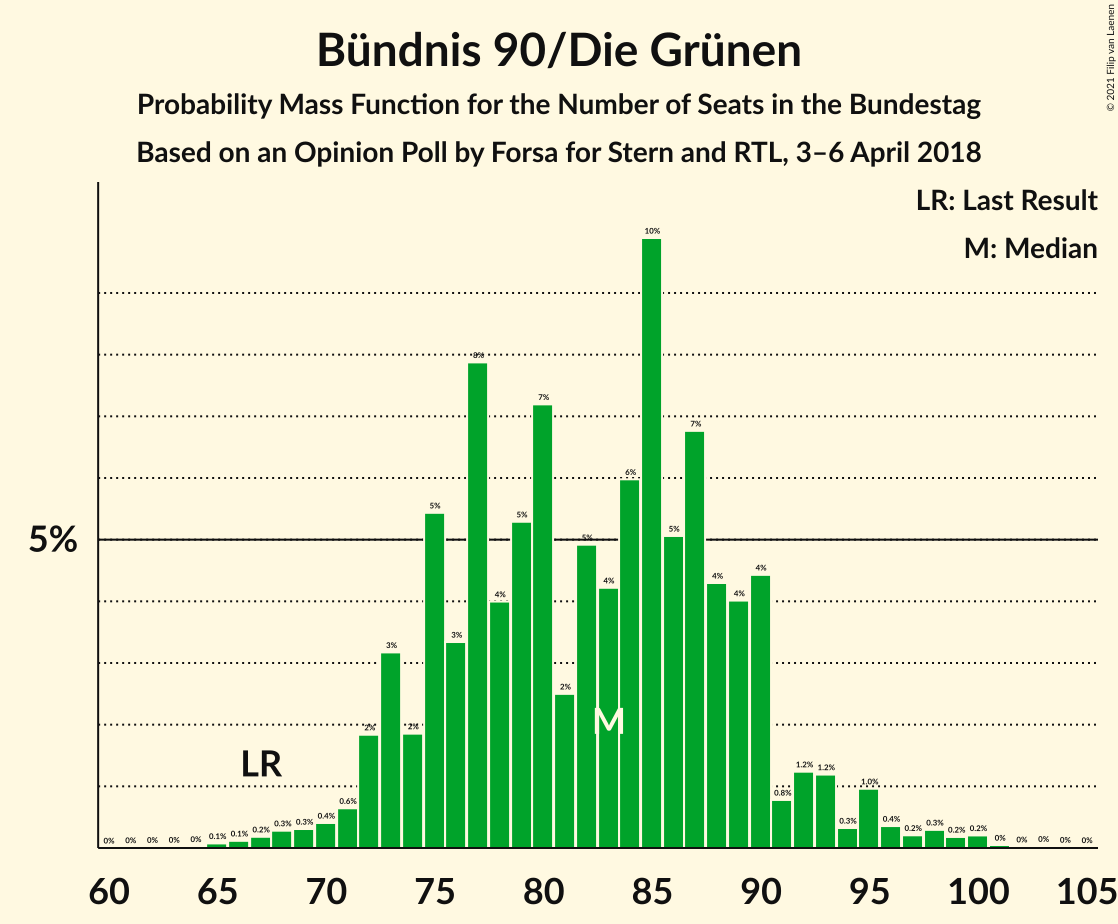 Bündnis 90/Die Grünen
Probability Mass Function for the Number of Seats in the Bundestag
Based on an Opinion Poll by Forsa for Stern and RTL, 3–6 April 2018
© 2021 Filip van Laenen
LR: Last Result
M: Median
5%
0% 0% 0% 0% 0% 0.1% 0.1% 0.2% 0.3% 0.3% 0.4% 0.6% 2% 3% 2% 5% 3% 8% 4% 5% 7% 2% 5% 4% 6% 10% 5% 7% 4% 4% 4% 0.8% 1.2% 1.2% 0.3% 1.0% 0.4% 0.2% 0.3% 0.2% 0.2% 0% 0% 0% 0% 0%
LR
M
60 65 70 75 80 85 90 95 100 105